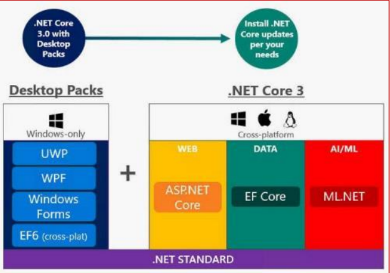 .NET Core
3.0 with
Desktop
Packs
Install .NET
Core updates
per your
needs
Desktop Packs
.NET Core 3
Windows-only
Cross-platform
UWP
WPF
Windows
Forms
EF6 (cross-plat)
+
WEB
DATA
AI/ML
ASP.NET
Core
EF Core
ML.NET
.NET STANDARD